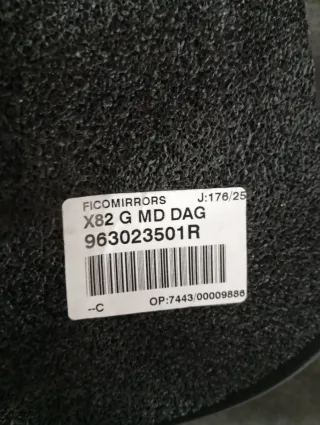 FICOMIRRORS J:176/25
X82 G MD DAG
963023501R
--C OP:7443/00009886